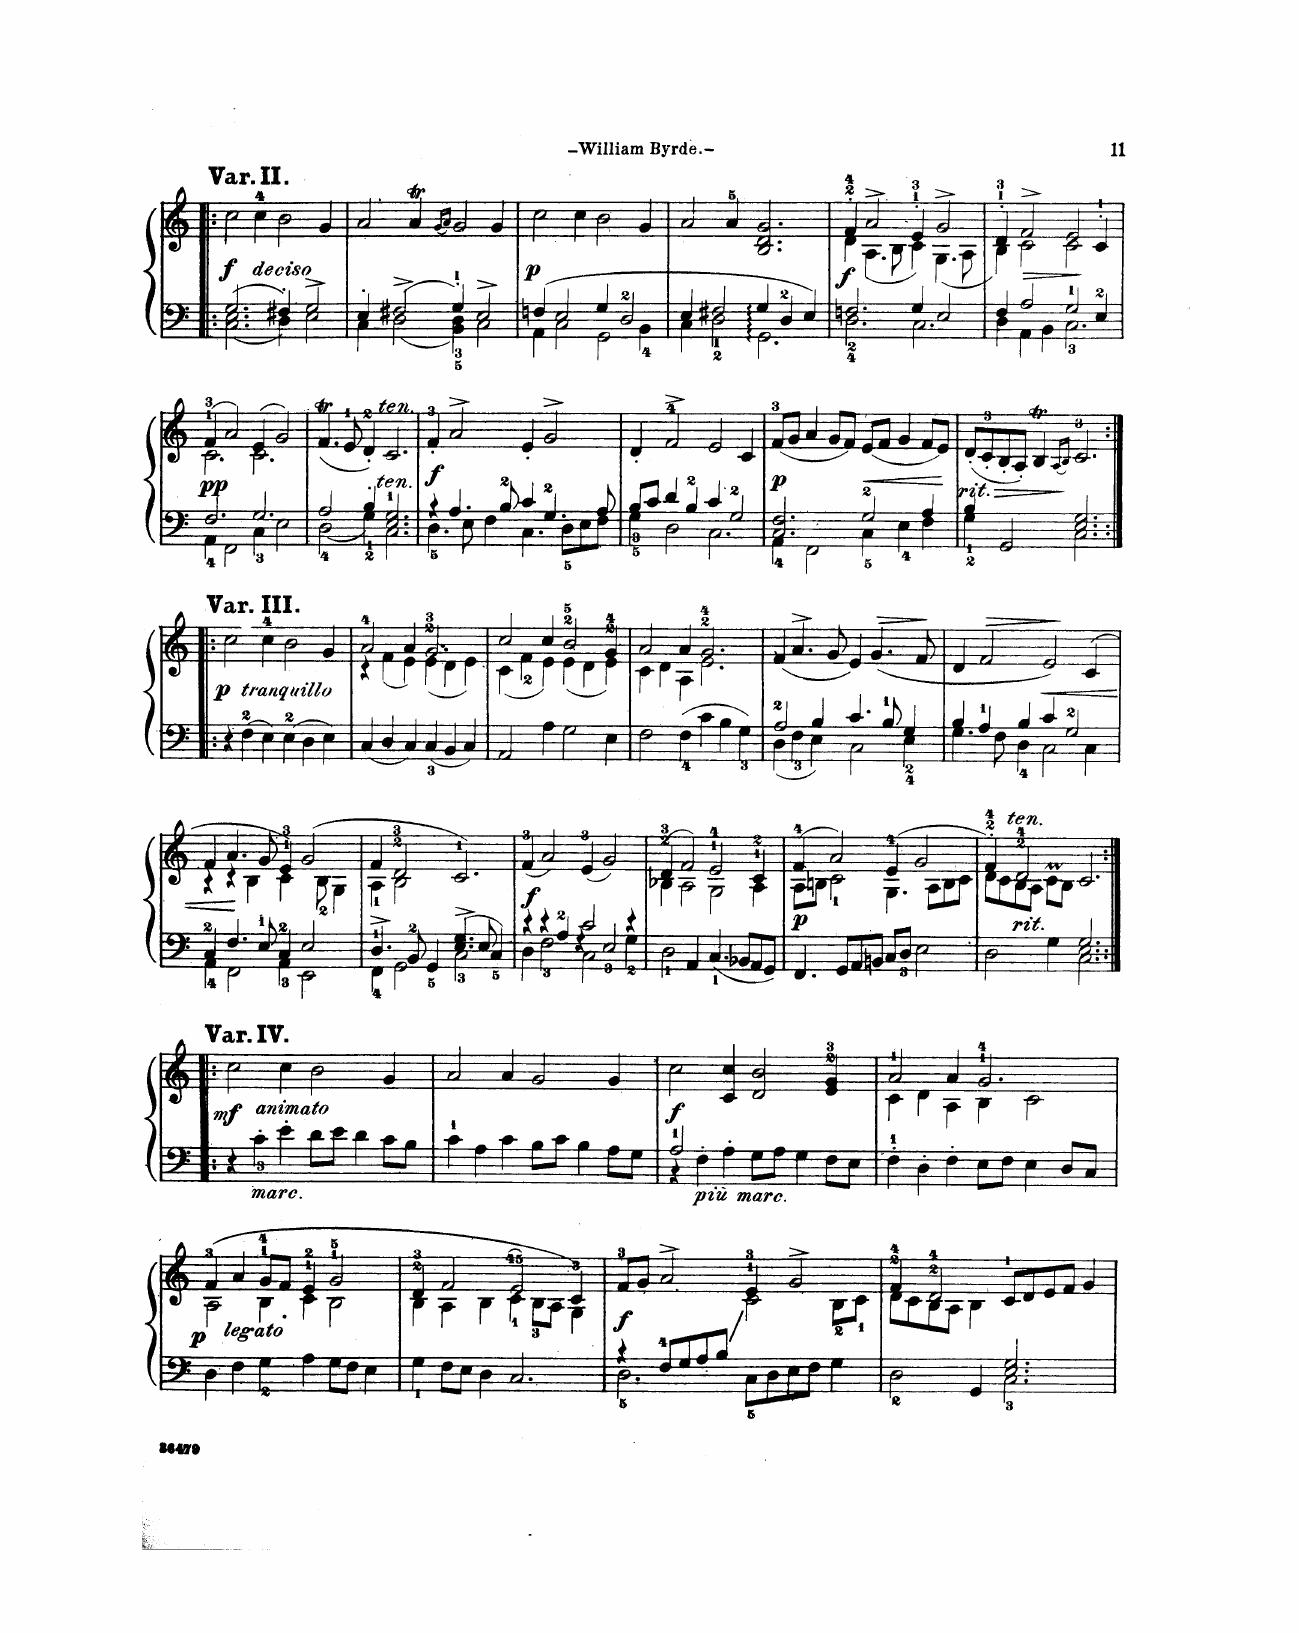 –William Byrde.–
11
Var. II.
f deciso
p
f
pp
ten.
ten.
f
p
rit.
Var. III.
p tranquillo
f
p
ten.
rit.
Var. IV.
mf animato
marc.
f
più marc.
p legato
f
36479